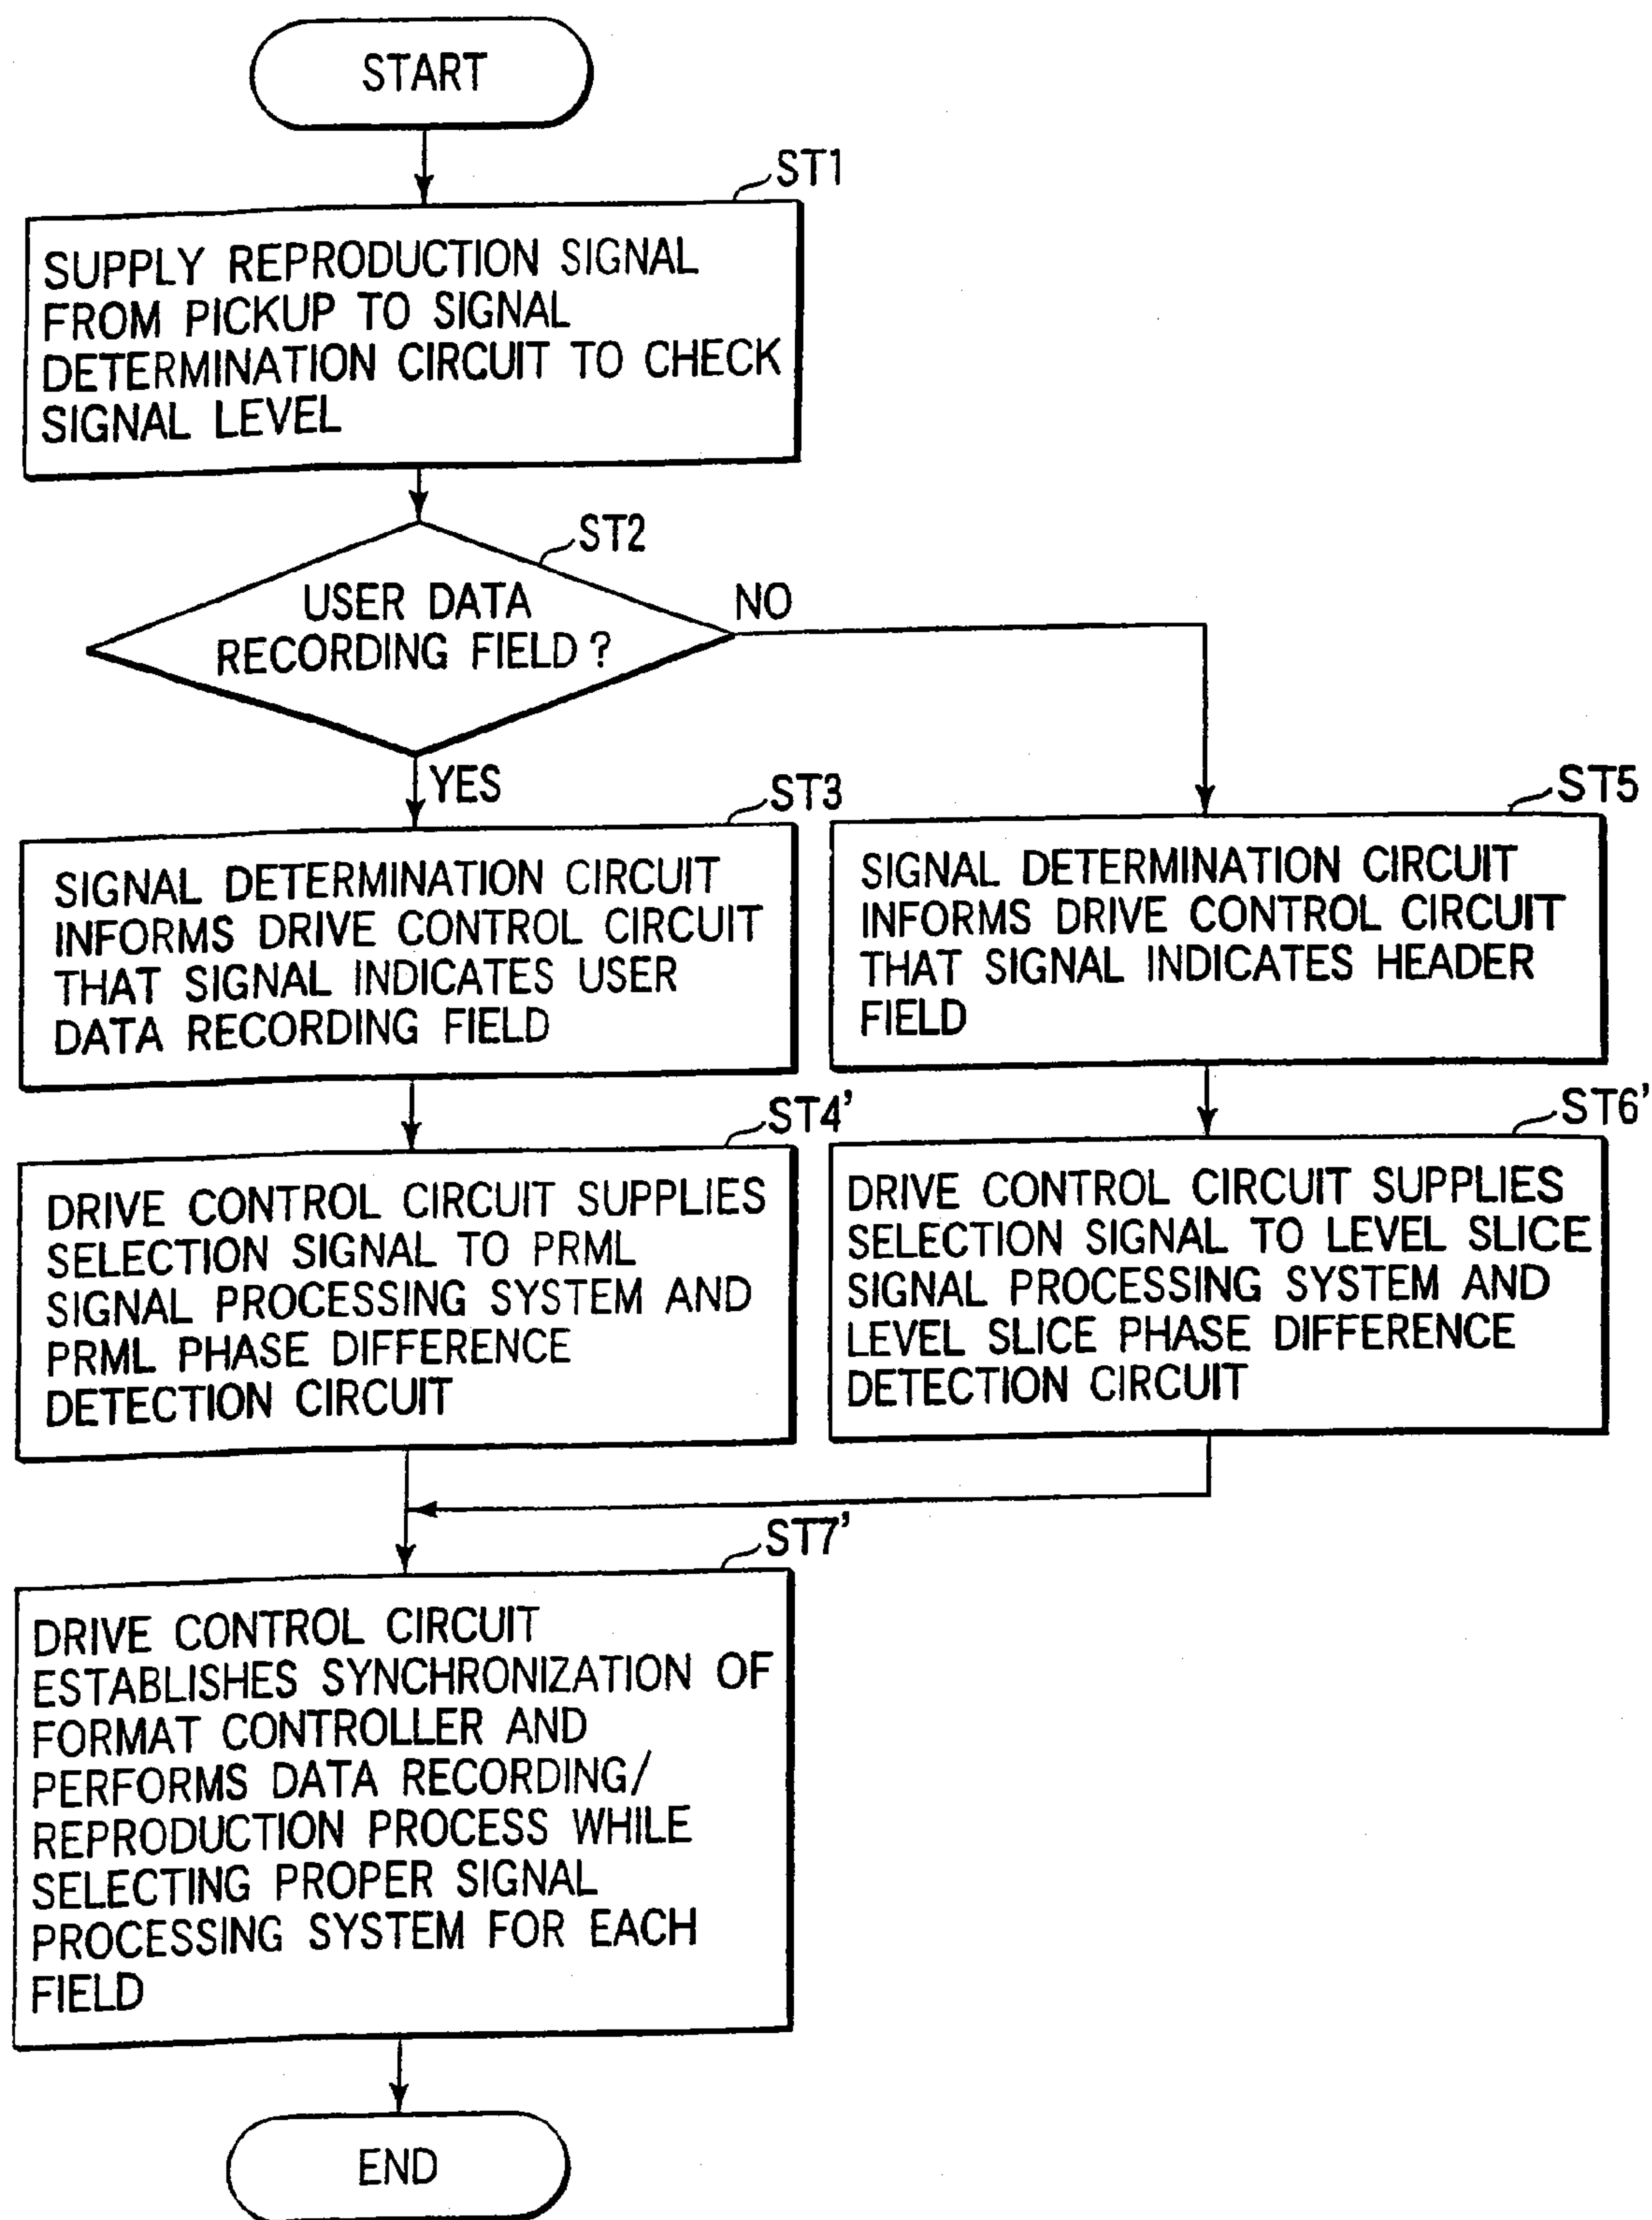 START
ST1
SUPPLY REPRODUCTION SIGNAL
FROM PICKUP TO SIGNAL
DETERMINATION CIRCUIT TO CHECK
SIGNAL LEVEL
ST2
USER DATA
RECORDING FIELD ?
NO
YES
ST3
SIGNAL DETERMINATION CIRCUIT
INFORMS DRIVE CONTROL CIRCUIT
THAT SIGNAL INDICATES USER
DATA RECORDING FIELD
ST5
SIGNAL DETERMINATION CIRCUIT
INFORMS DRIVE CONTROL CIRCUIT
THAT SIGNAL INDICATES HEADER
FIELD
ST4'
DRIVE CONTROL CIRCUIT SUPPLIES
SELECTION SIGNAL TO PRML
SIGNAL PROCESSING SYSTEM AND
PRML PHASE DIFFERENCE
DETECTION CIRCUIT
ST6'
DRIVE CONTROL CIRCUIT SUPPLIES
SELECTION SIGNAL TO LEVEL SLICE
SIGNAL PROCESSING SYSTEM AND
LEVEL SLICE PHASE DIFFERENCE
DETECTION CIRCUIT
ST7'
DRIVE CONTROL CIRCUIT
ESTABLISHES SYNCHRONIZATION OF
FORMAT CONTROLLER AND
PERFORMS DATA RECORDING/
REPRODUCTION PROCESS WHILE
SELECTING PROPER SIGNAL
PROCESSING SYSTEM FOR EACH
FIELD
END